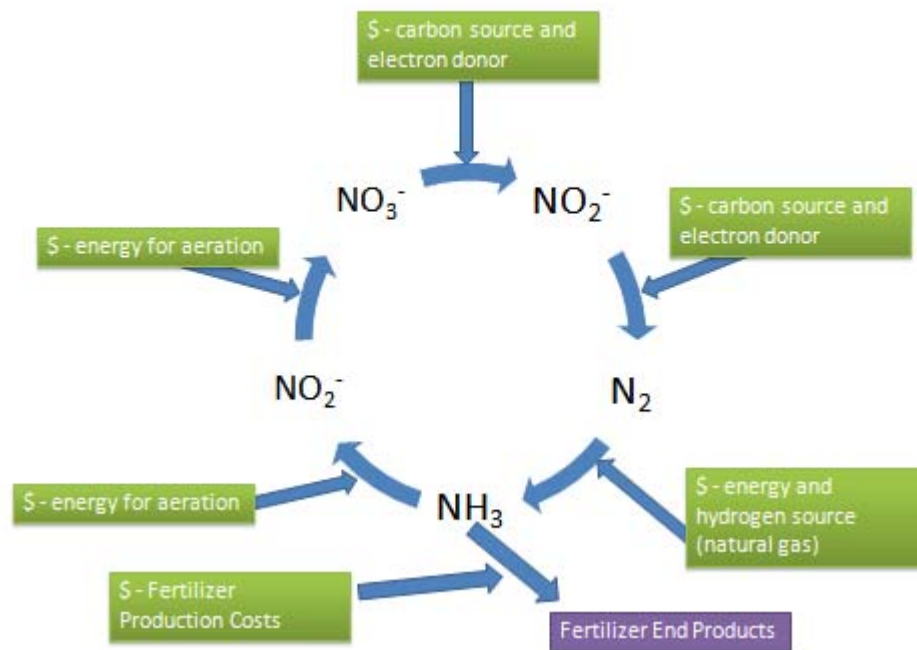 $ - carbon source and
electron donor
NO₃⁻
NO₂⁻
$ - carbon source and
electron donor
$ - energy for aeration
NO₂⁻
N₂
$ - energy for aeration
NH₃
$ - energy and
hydrogen source
(natural gas)
$ - Fertilizer
Production Costs
Fertilizer End Products